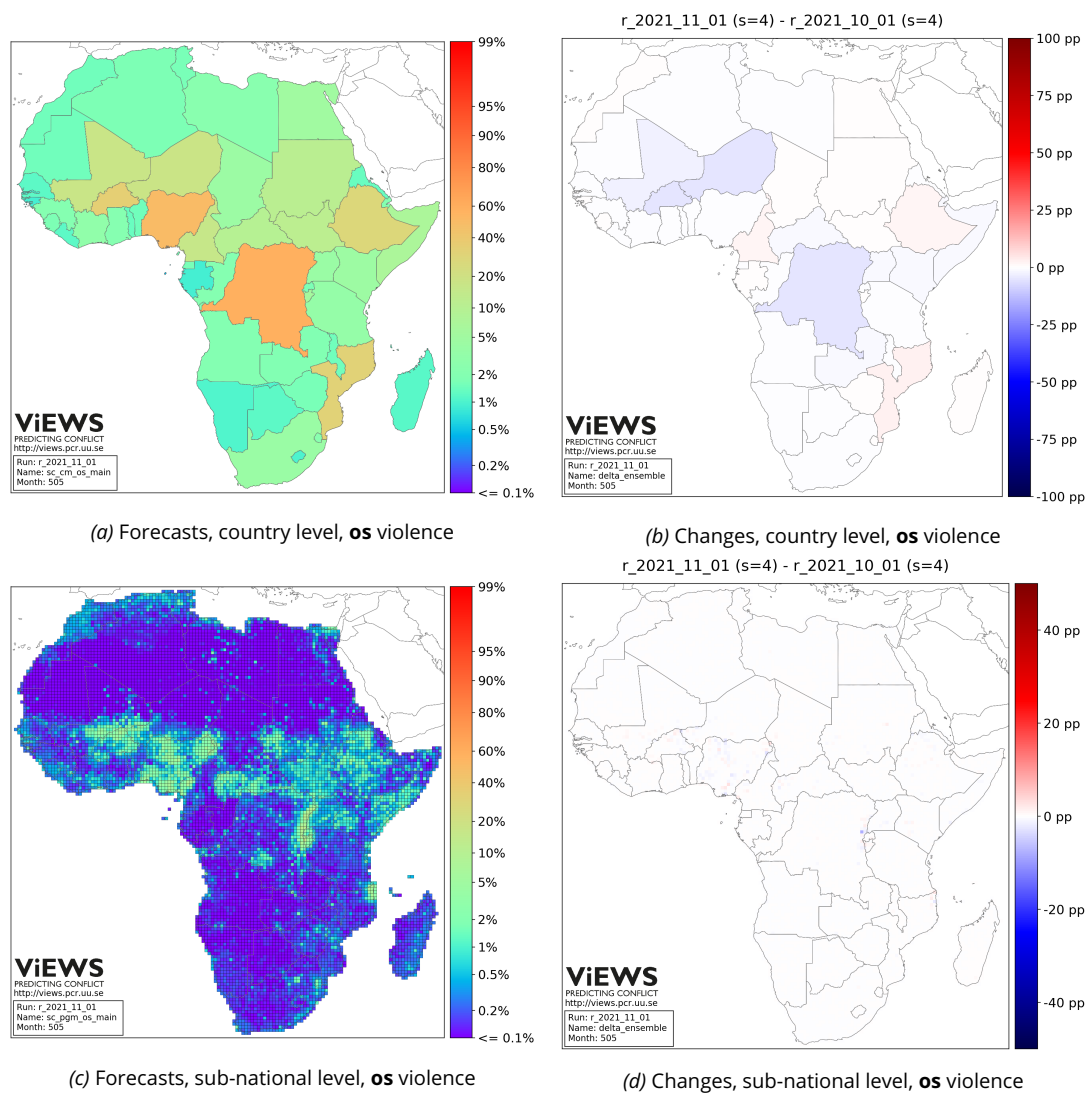 r_2021_11_01 (s=4) - r_2021_10_01 (s=4)
99%
95%
90%
80%
60%
40%
20%
10%
5%
2%
1%
0.5%
0.2%
<= 0.1%
ViEWS
PREDICTING CONFLICT
http://views.pcr.uu.se
Run: r_2021_11_01
Name: sc_cm_os_main
Month: 505
100 pp
75 pp
50 pp
25 pp
0 pp
-25 pp
-50 pp
-75 pp
-100 pp
ViEWS
PREDICTING CONFLICT
http://views.pcr.uu.se
Run: r_2021_11_01
Name: delta_ensemble
Month: 505
(a) Forecasts, country level, os violence
(b) Changes, country level, os violence
r_2021_11_01 (s=4) - r_2021_10_01 (s=4)
99%
95%
90%
80%
60%
40%
20%
10%
5%
2%
1%
0.5%
0.2%
<= 0.1%
ViEWS
PREDICTING CONFLICT
http://views.pcr.uu.se
Run: r_2021_11_01
Name: sc_pgm_os_main
Month: 505
40 pp
20 pp
0 pp
-20 pp
-40 pp
ViEWS
PREDICTING CONFLICT
http://views.pcr.uu.se
Run: r_2021_11_01
Name: delta_ensemble
Month: 505
(c) Forecasts, sub-national level, os violence
(d) Changes, sub-national level, os violence